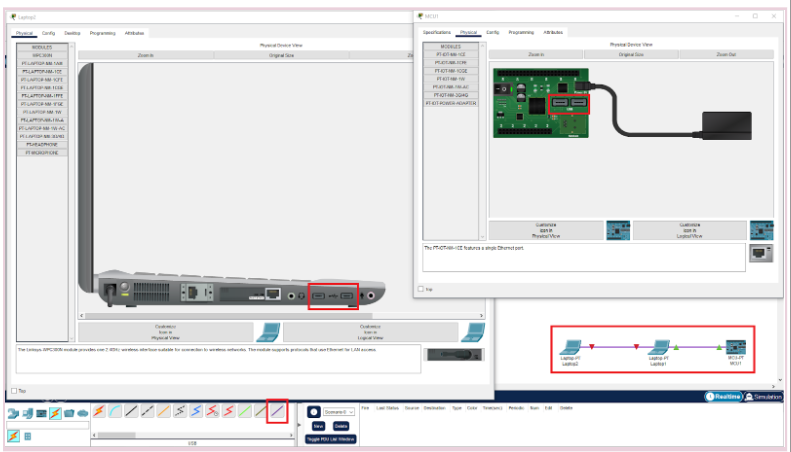 Laptop2
Physical Config Desktop Programming Attributes
MODULES
WPC300N
PT-LAPTOP-NM-1AM
PT-LAPTOP-NM-1CE
PT-LAPTOP-NM-1CFE
PT-LAPTOP-NM-1CGE
PT-LAPTOP-NM-1FFE
PT-LAPTOP-NM-1FGE
PT-LAPTOP-NM-1W
PT-LAPTOP-NM-1W-A
PT-LAPTOP-NM-1W-AC
PT-LAPTOP-NM-3G/4G
PT-HEADPHONE
PT-MICROPHONE
Physical Device View
Zoom In Original Size
Customize
Icon in
Physical View
Customize
Icon in
Logical View
The Linksys-WPC300N module provides one 2.4GHz wireless interface suitable for connection to wireless networks. The module supports protocols that use Ethernet for LAN access.
Top
MCU1
Specifications Physical Config Programming Attributes
MODULES
PT-IOT-NM-1CE
PT-IOT-NM-1CFE
PT-IOT-NM-1CGE
PT-IOT-NM-1W
PT-IOT-NM-1W-AC
PT-IOT-NM-3G/4G
PT-IOT-POWER-ADAPTER
Physical Device View
Zoom In Original Size Zoom Out
USB
Customize
Icon in
Physical View
Customize
Icon in
Logical View
The PT-IOT-NM-1CE features a single Ethernet port.
Top
Laptop-PT
Laptop2
Laptop-PT
Laptop1
MCU-PT
MCU1
Realtime Simulation
Scenario 0
New Delete
Toggle PDU List Window
Fire Last Status Source Destination Type Color Time(sec) Periodic Num Edit Delete
USB